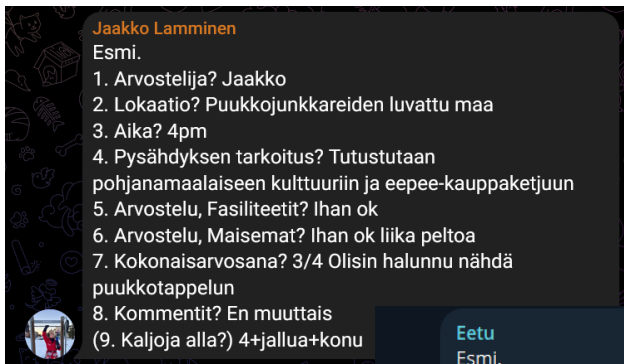 Jaakko Lamminen
Esmi.
1. Arvostelija? Jaakko
2. Lokaatio? Puukkojunkkareiden luvattu maa
3. Aika? 4pm
4. Pysähdyksen tarkoitus? Tutustutaan
pohjanamaalaiseen kulttuuriin ja eepee-kauppaketjuun
5. Arvostelu, Fasiliteetit? Ihan ok
6. Arvostelu, Maisemat? Ihan ok liika peltoa
7. Kokonaisarvosana? 3/4 Olisin halunnu nähdä
puukkotappelun
8. Kommentit? En muuttais
(9. Kaljoja alla?) 4+jallua+konu
Eetu
Esmi.